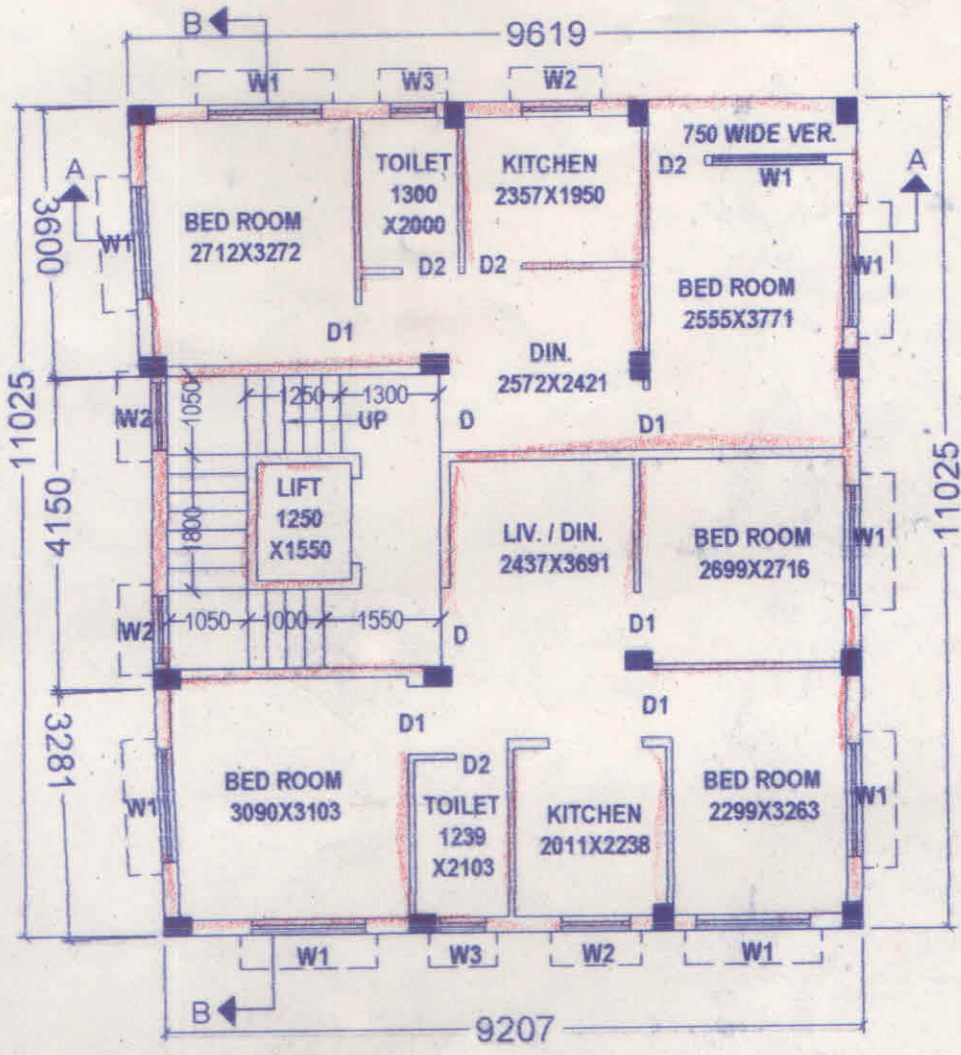 B
9619
W1
W3
W2
750 WIDE VER.
A
A
TOILET
1300
X2000
KITCHEN
2357X1950
D2
W1
3600
BED ROOM
2712X3272
W1
W1
D2
D2
BED ROOM
2555X3771
D1
DIN.
2572X2421
11025
1050
1250
1300
UP
W2
D
D1
LIFT
1250
X1550
1800
4150
LIV. / DIN.
2437X3691
BED ROOM
2699X2716
W1
11025
W2
1050
1000
1550
D
D1
D1
D1
3281
BED ROOM
3090X3103
W1
D2
TOILET
1239
X2103
KITCHEN
2011X2238
BED ROOM
2299X3263
W1
W1
W3
W2
W1
B
9207